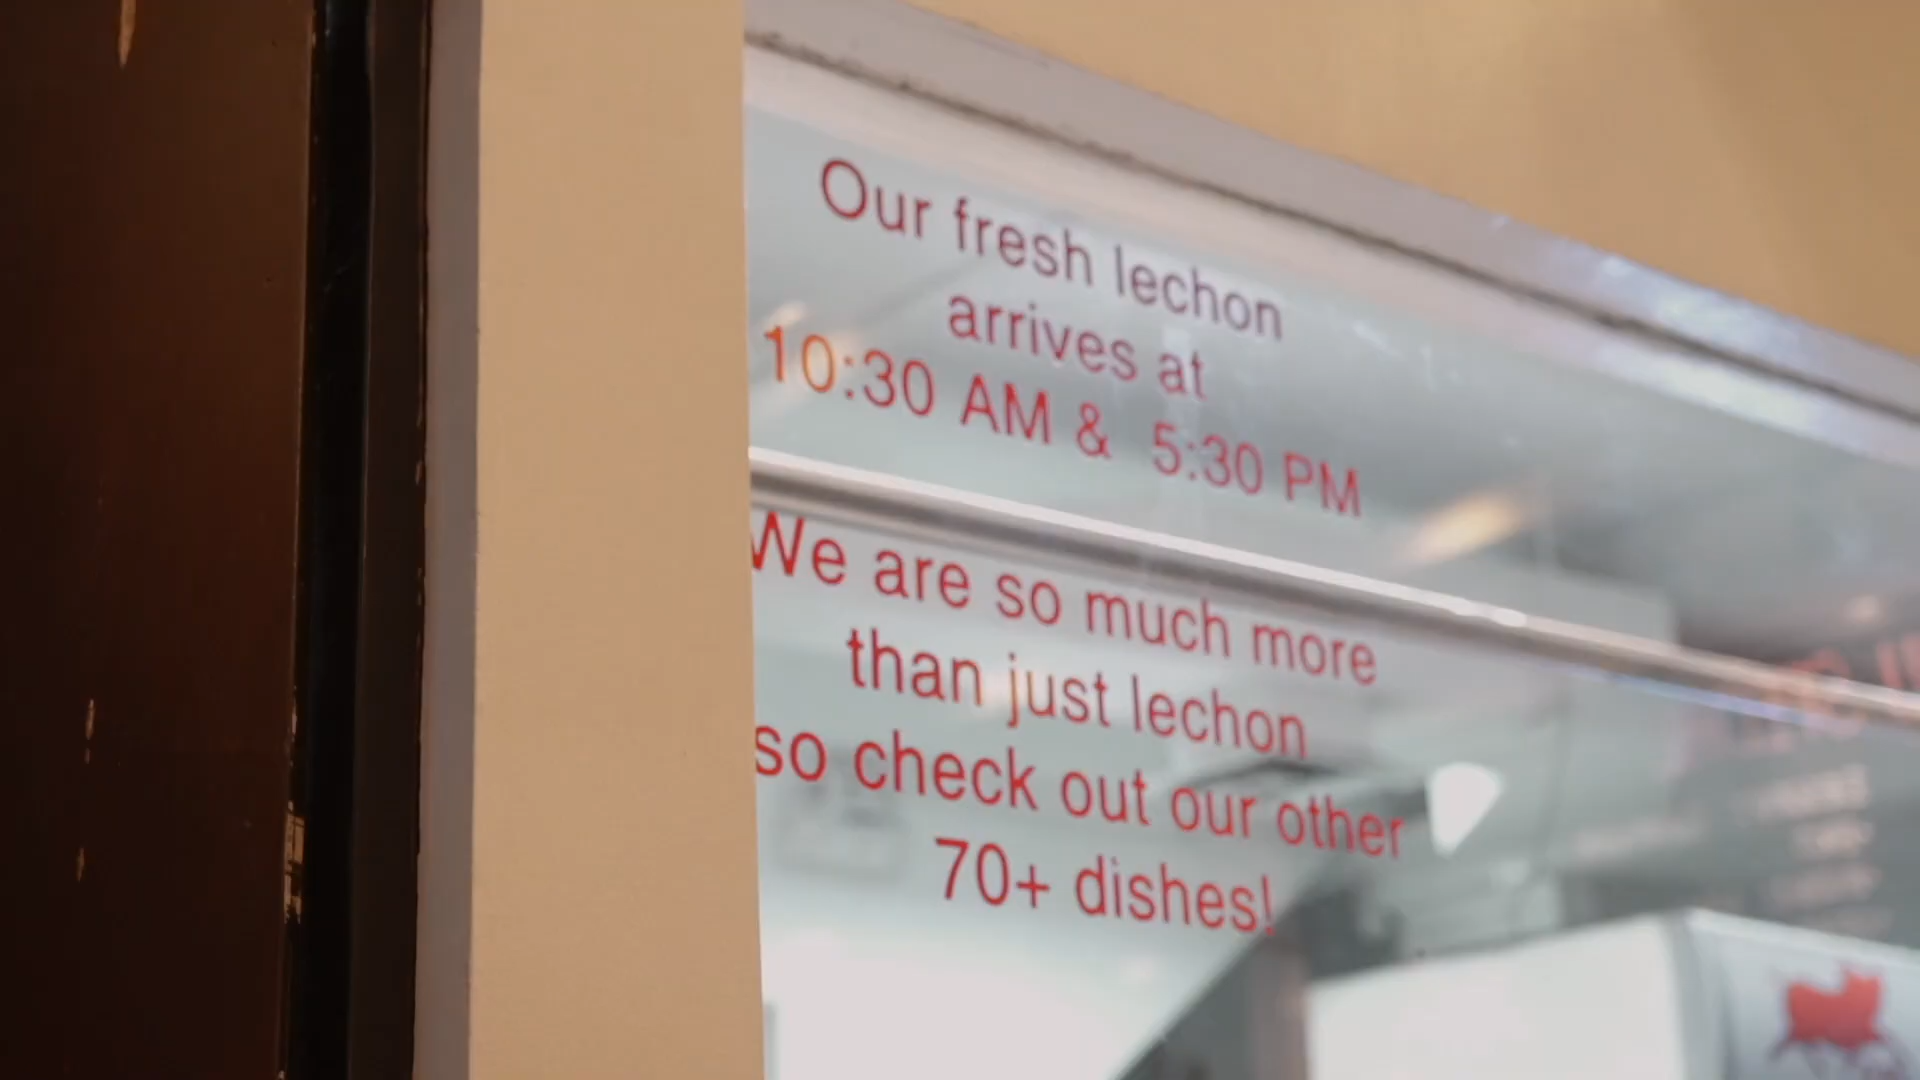 Our fresh lechon
arrives at
10:30 AM & 5:30 PM
We are so much more
than just lechon
so check out our other
70+ dishes!